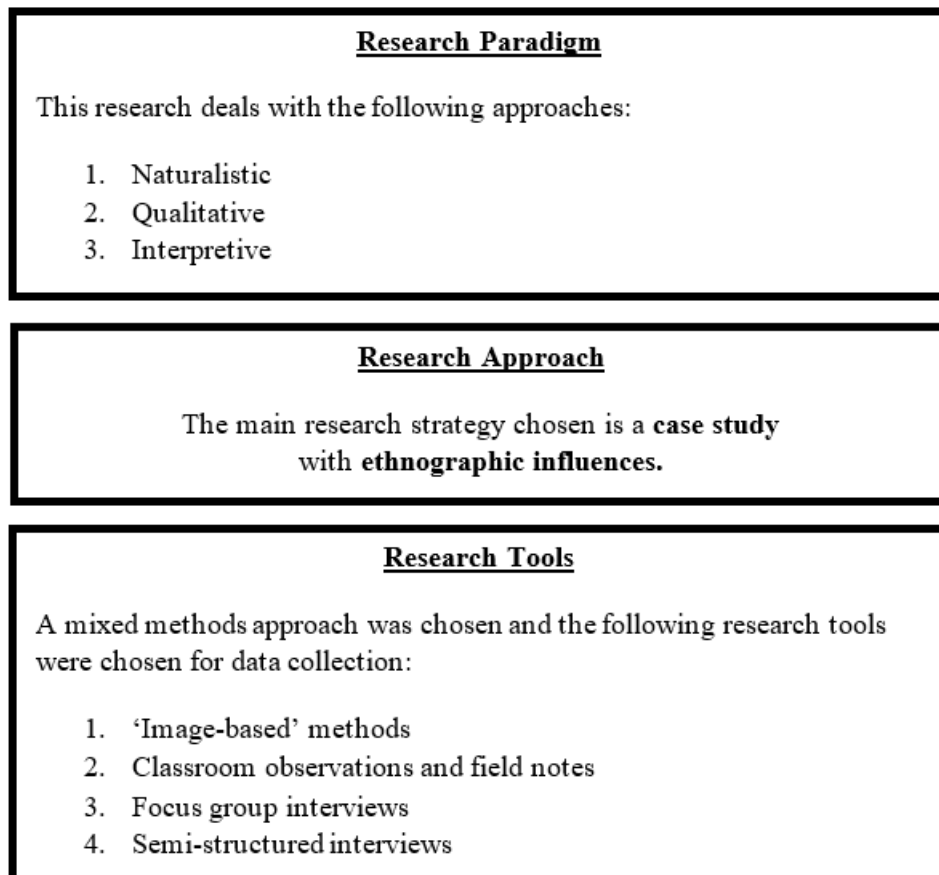 Research Paradigm
This research deals with the following approaches:
1. Naturalistic
2. Qualitative
3. Interpretive
Research Approach
The main research strategy chosen is a case study
with ethnographic influences.
Research Tools
A mixed methods approach was chosen and the following research tools
were chosen for data collection:
1. ‘Image-based’ methods
2. Classroom observations and field notes
3. Focus group interviews
4. Semi-structured interviews